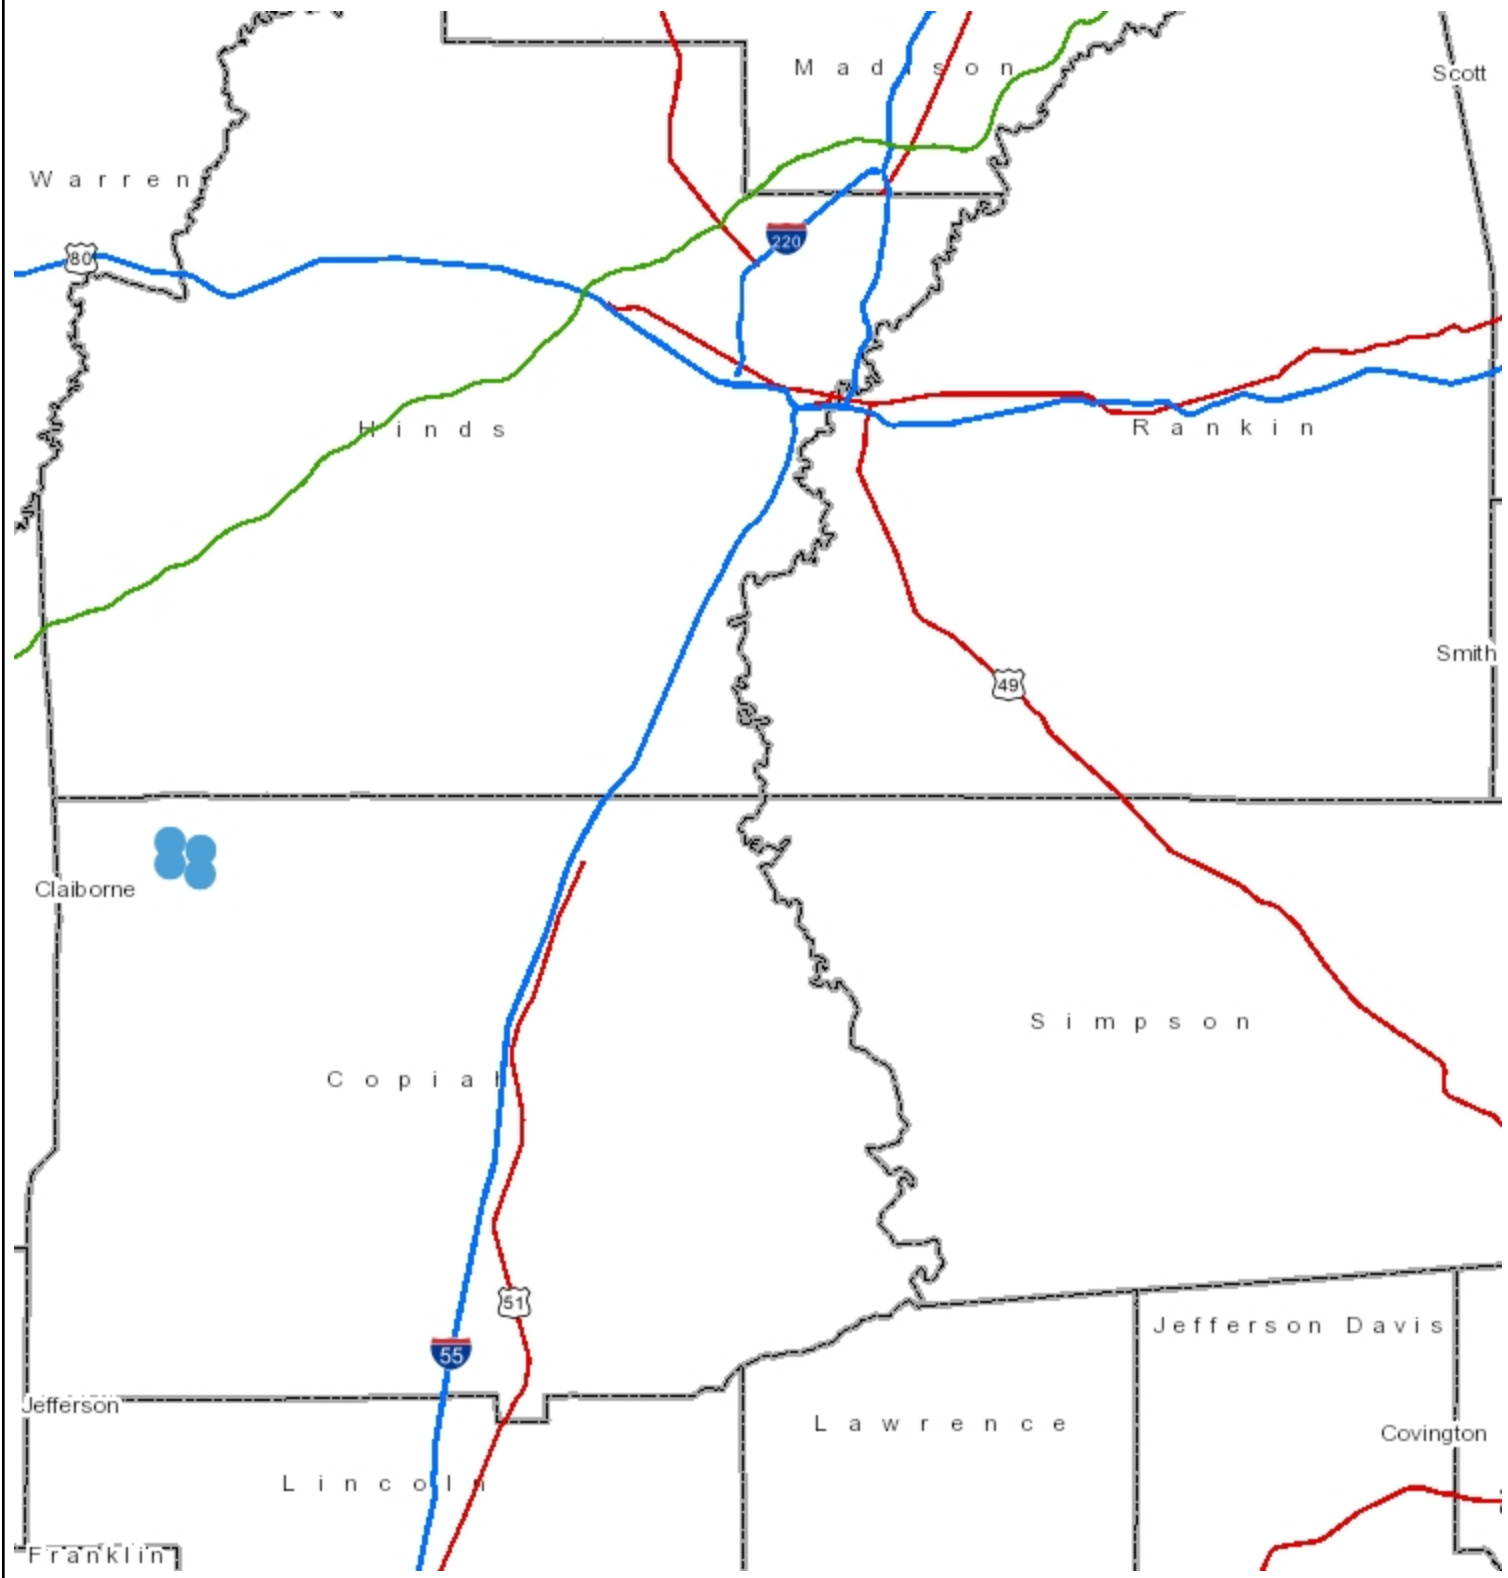 Madison
Scott
Warren
220
80
Hinds
Rankin
Smith
49
Claiborne
Simpson
Copiah
51
Jefferson Davis
55
Jefferson
Lawrence
Covington
Lincoln
Franklin